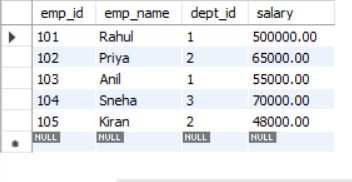 emp_id emp_name dept_id salary
101 Rahul 1 500000.00
102 Priya 2 65000.00
103 Anil 1 55000.00
104 Sneha 3 70000.00
105 Kiran 2 48000.00
NULL NULL NULL NULL